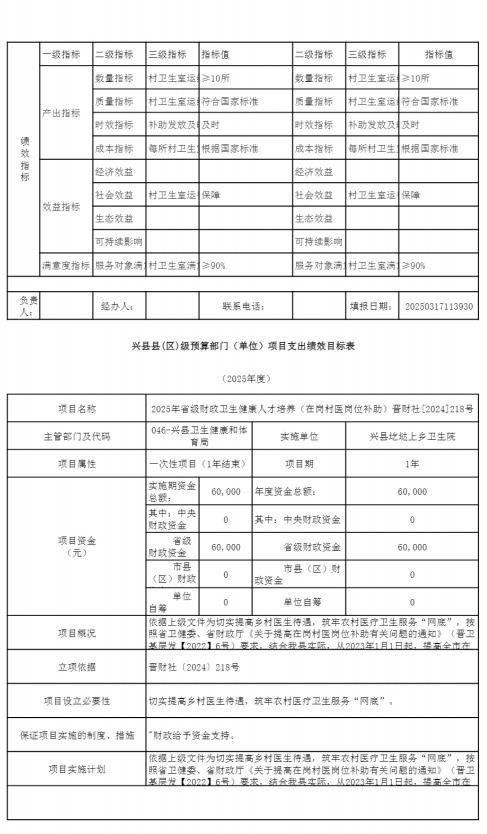 一级指标 二级指标 三级指标 指标值 二级指标 三级指标 指标值
绩效指标
产出指标
数量指标 村卫生室运 ≥10所 数量指标 村卫生室运 ≥10所
质量指标 村卫生室运 符合国家标准 质量指标 村卫生室运 符合国家标准
时效指标 补助发放及 及时 时效指标 补助发放及 及时
成本指标 每所村卫生 根据国家标准 成本指标 每所村卫生 根据国家标准
效益指标
经济效益 经济效益
社会效益 村卫生室运 保障 社会效益 村卫生室运 保障
生态效益 生态效益
可持续影响 可持续影响
满意度指标 服务对象满 村卫生室满 ≥90% 服务对象满 村卫生室满 ≥90%
负责人： 经办人： 联系电话： 填报日期： 20250317113930
兴县县(区)级预算部门（单位）项目支出绩效目标表
（2025年度）
项目名称 2025年省级财政卫生健康人才培养（在岗村医岗位补助）晋财社[2024]218号
主管部门及代码 046-兴县卫生健康和体育局 实施单位 兴县圪垯上乡卫生院
项目属性 一次性项目（1年结束） 项目期 1年
项目资金（元）
实施期资金总额： 60,000 年度资金总额： 60,000
其中：中央财政资金 0 其中：中央财政资金 0
省级财政资金 60,000 省级财政资金 60,000
市县（区）财政 0 市县（区）财政资金 0
单位自筹 0 单位自筹 0
项目概况
依据上级文件为切实提高乡村医生待遇，筑牢农村医疗卫生服务“网底”，按
照省卫健委、省财政厅《关于提高在岗村医岗位补助有关问题的通知》（晋卫
基层发【2022】6号）要求，结合我县实际，从2023年1月1日起，提高全市在
立项依据 晋财社〔2024〕218号
项目设立必要性 切实提高乡村医生待遇，筑牢农村医疗卫生服务“网底”。
保证项目实施的制度、措施 "财政给予资金支持。
项目实施计划
依据上级文件为切实提高乡村医生待遇，筑牢农村医疗卫生服务“网底”，按
照省卫健委、省财政厅《关于提高在岗村医岗位补助有关问题的通知》（晋卫
基层发【2022】6号）要求，结合我县实际，从2023年1月1日起，提高全市在